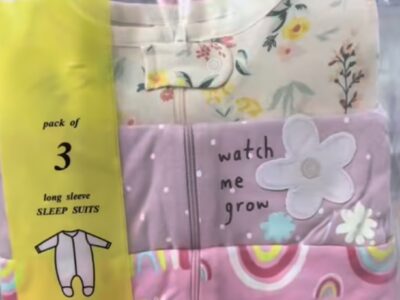 pack of
3
long sleeve
SLEEP SUITS
watch
me
grow